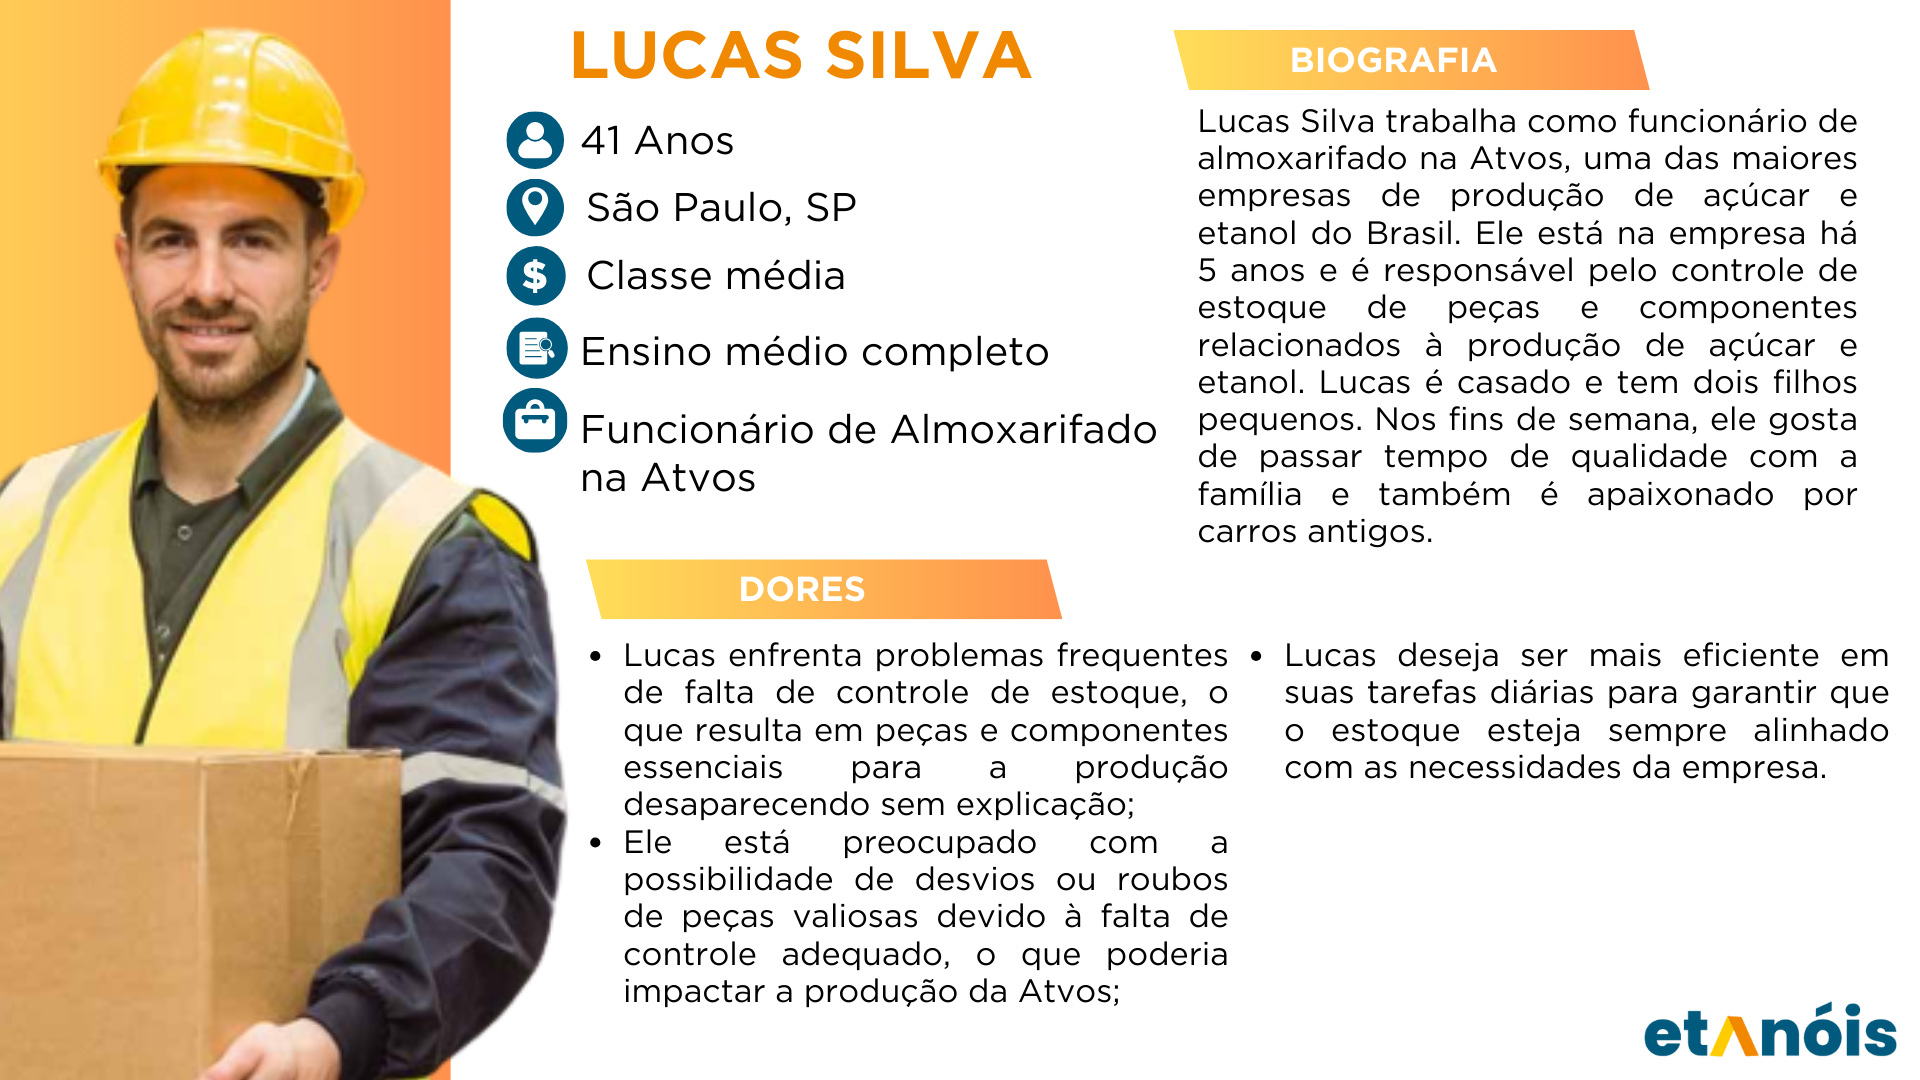 LUCAS SILVA
41 Anos
São Paulo, SP
Classe média
Ensino médio completo
Funcionário de Almoxarifado
na Atvos
BIOGRAFIA
Lucas Silva trabalha como funcionário de
almoxarifado na Atvos, uma das maiores
empresas de produção de açúcar e
etanol do Brasil. Ele está na empresa há
5 anos e é responsável pelo controle de
estoque de peças e componentes
relacionados à produção de açúcar e
etanol. Lucas é casado e tem dois filhos
pequenos. Nos fins de semana, ele gosta
de passar tempo de qualidade com a
família e também é apaixonado por
carros antigos.
DORES
Lucas enfrenta problemas frequentes
de falta de controle de estoque, o
que resulta em peças e componentes
essenciais para a produção
desaparecendo sem explicação;
Ele está preocupado com a
possibilidade de desvios ou roubos
de peças valiosas devido à falta de
controle adequado, o que poderia
impactar a produção da Atvos;
Lucas deseja ser mais eficiente em
suas tarefas diárias para garantir que
o estoque esteja sempre alinhado
com as necessidades da empresa.
etanóis